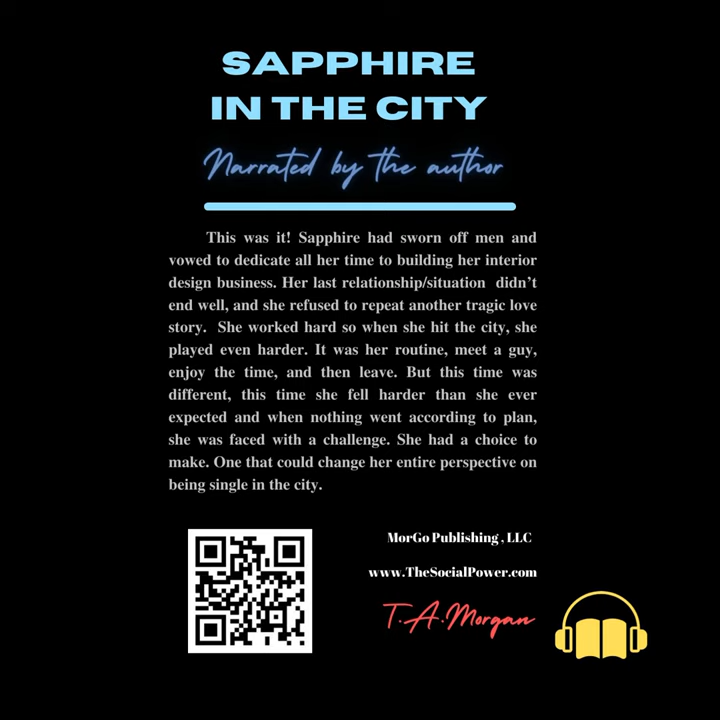 SAPPHIRE
IN THE CITY
Narrated by the author
This was it! Sapphire had sworn off men and
vowed to dedicate all her time to building her interior
design business. Her last relationship/situation didn't
end well, and she refused to repeat another tragic love
story. She worked hard so when she hit the city, she
played even harder. It was her routine, meet a guy,
enjoy the time, and then leave. But this time was
different, this time she fell harder than she ever
expected and when nothing went according to plan,
she was faced with a challenge. She had a choice to
make. One that could change her entire perspective on
being single in the city.
MorGo Publishing , LLC
www.TheSocialPower.com
T.A.Morgan